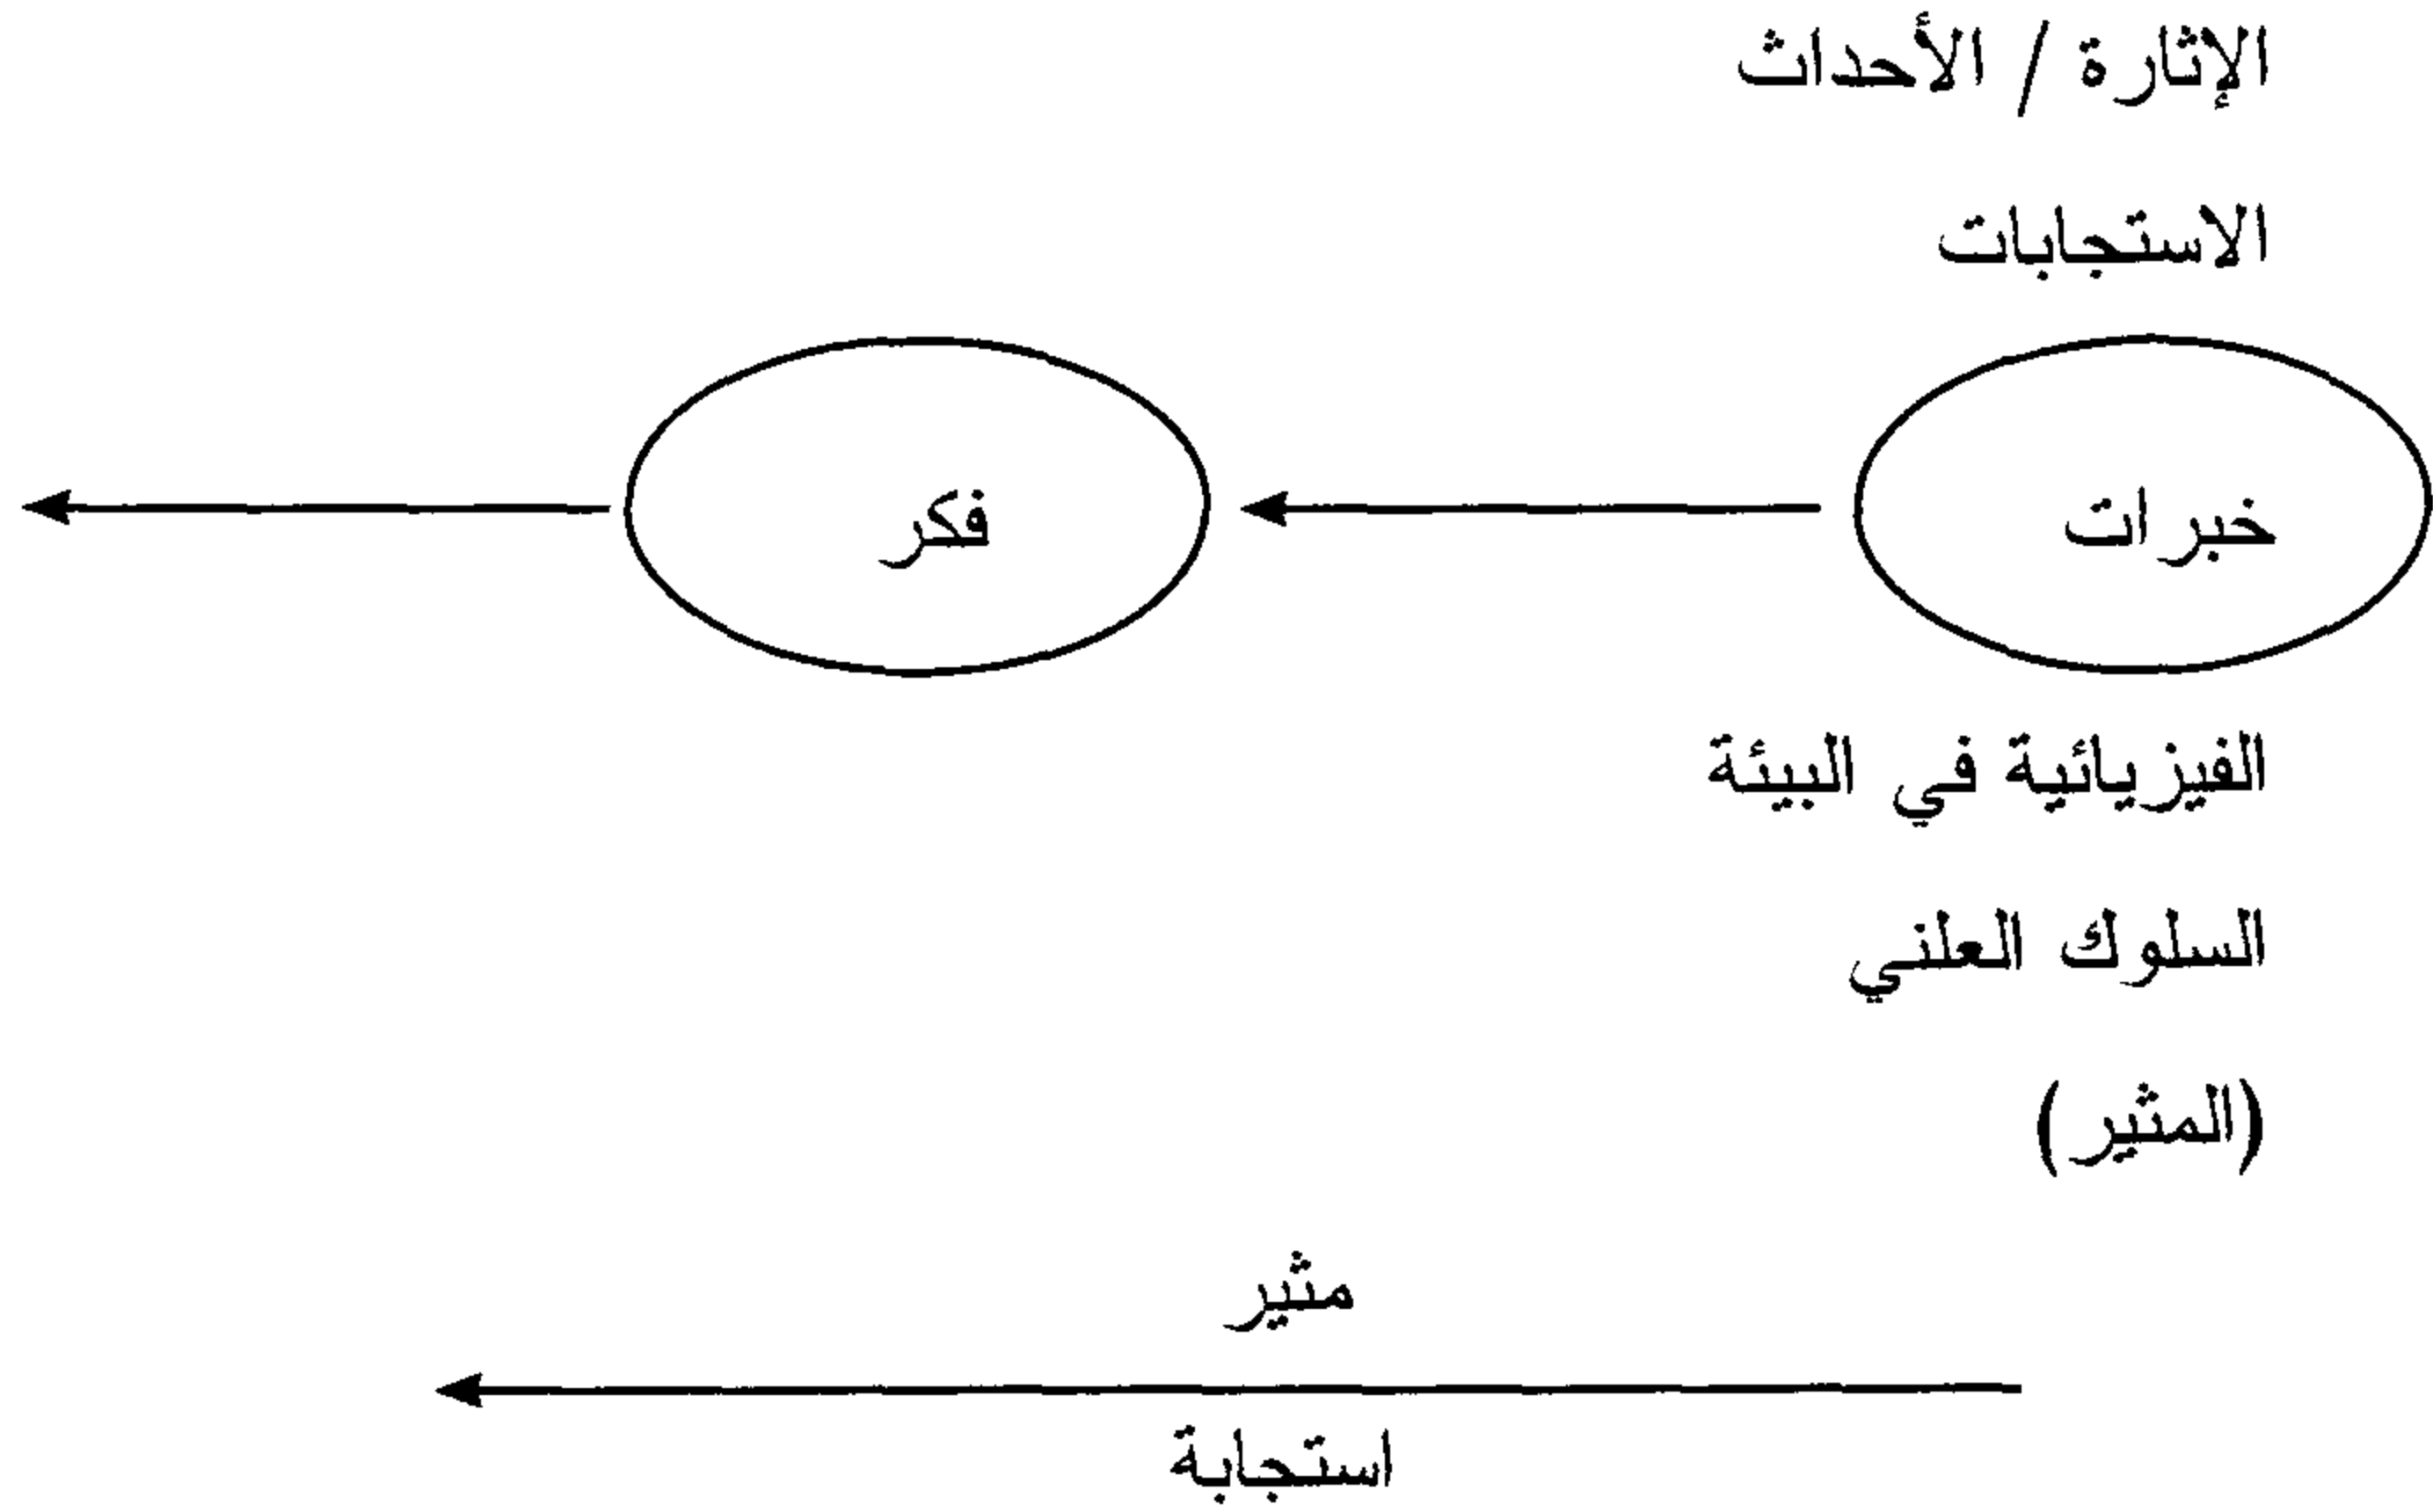 الإثارة / الأحداث
الاستجابات
خبرات
فكر
الفيزيائية في البيئة
السلوك العلني
(المثير)
مثير
استجابة